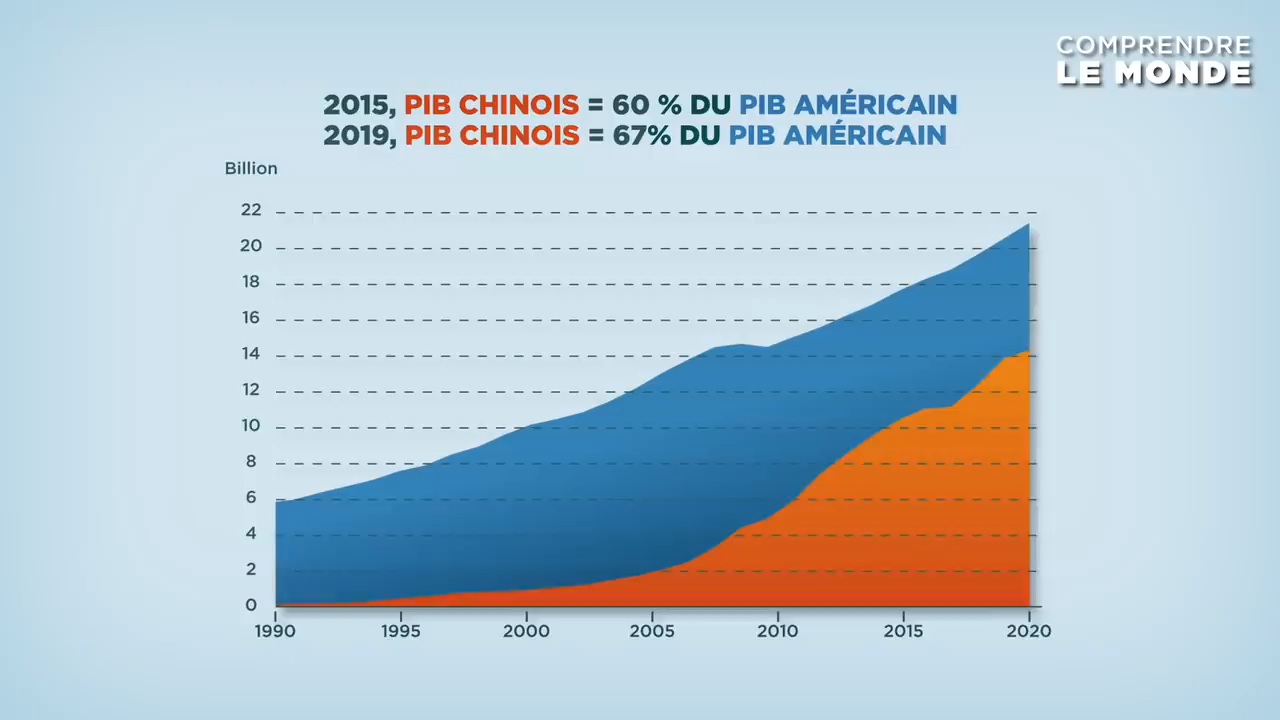 COMPRENDRE
LE MONDE
2015, PIB CHINOIS = 60 % DU PIB AMÉRICAIN
2019, PIB CHINOIS = 67% DU PIB AMÉRICAIN
Billion
22
20
18
16
14
12
10
8
6
4
2
0
1990 1995 2000 2005 2010 2015 2020